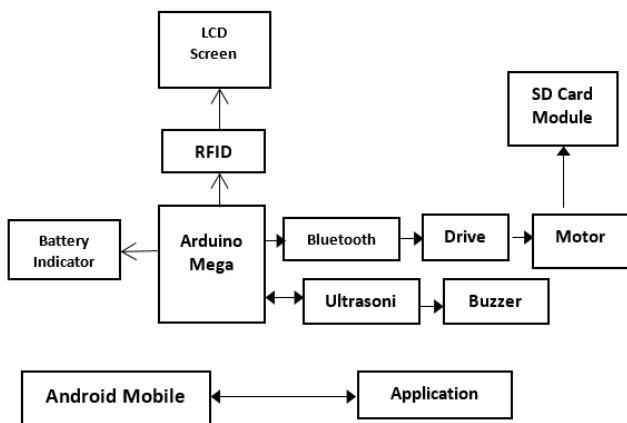 LCD
Screen
SD Card
Module
RFID
Battery
Indicator
Arduino
Mega
Bluetooth
Drive
Motor
Ultrasoni
Buzzer
Android Mobile
Application